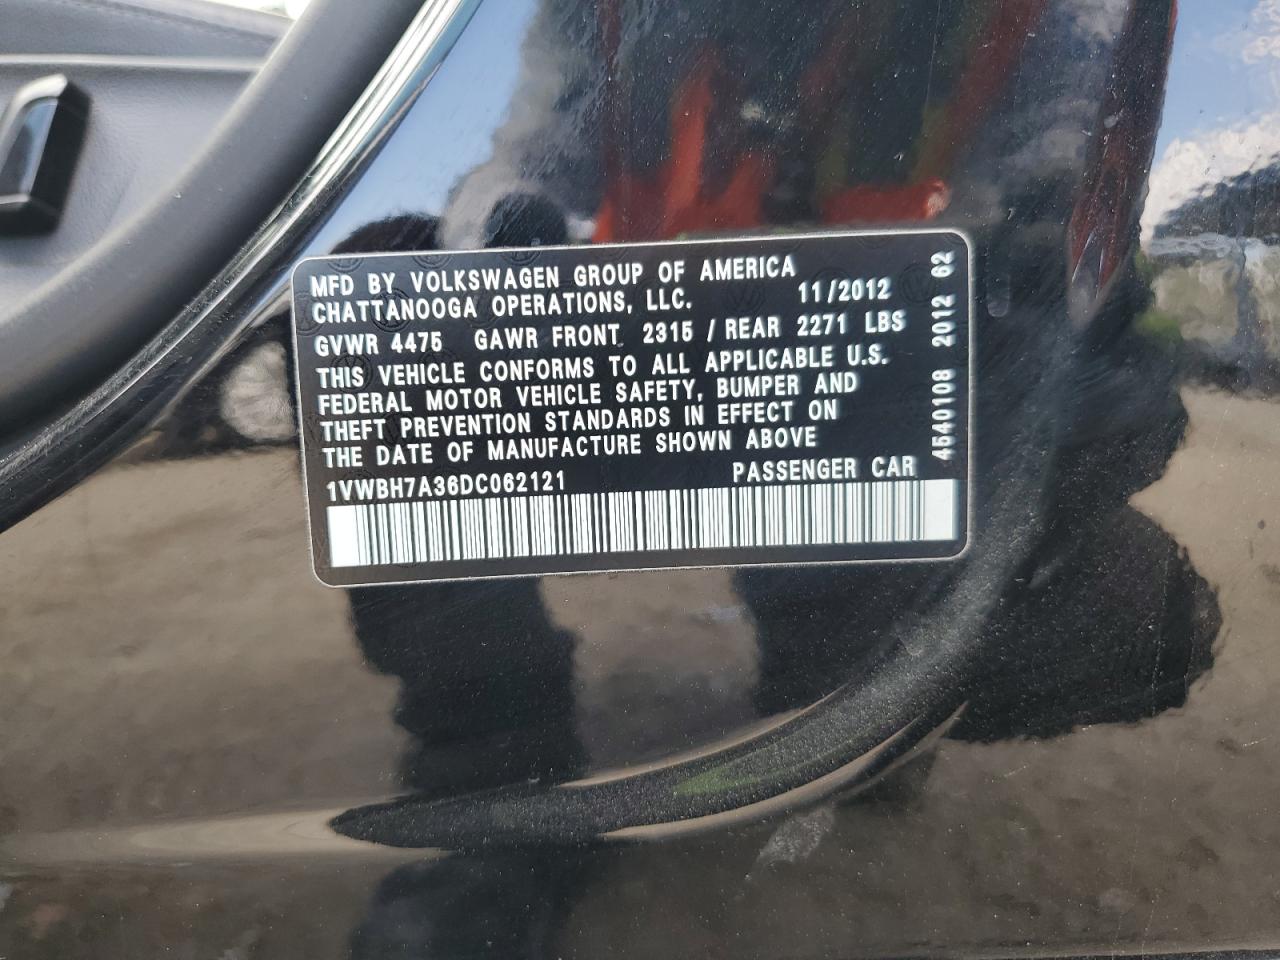 MFD BY VOLKSWAGEN GROUP OF AMERICA
CHATTANOOGA OPERATIONS, LLC. 11/2012
GVWR 4475 GAWR FRONT 2315 / REAR 2271 LBS
THIS VEHICLE CONFORMS TO ALL APPLICABLE U.S.
FEDERAL MOTOR VEHICLE SAFETY, BUMPER AND
THEFT PREVENTION STANDARDS IN EFFECT ON
THE DATE OF MANUFACTURE SHOWN ABOVE
1VWBH7A36DC062121 PASSENGER CAR
4640108 2012 62